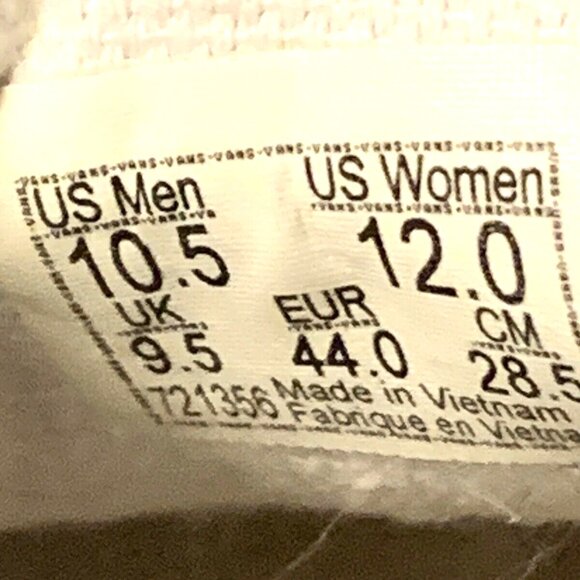 US Men US Women
10.5 12.0
UK EUR CM
9.5 44.0 28.5
721356 Made in Vietnam
Fabrique en Vietna